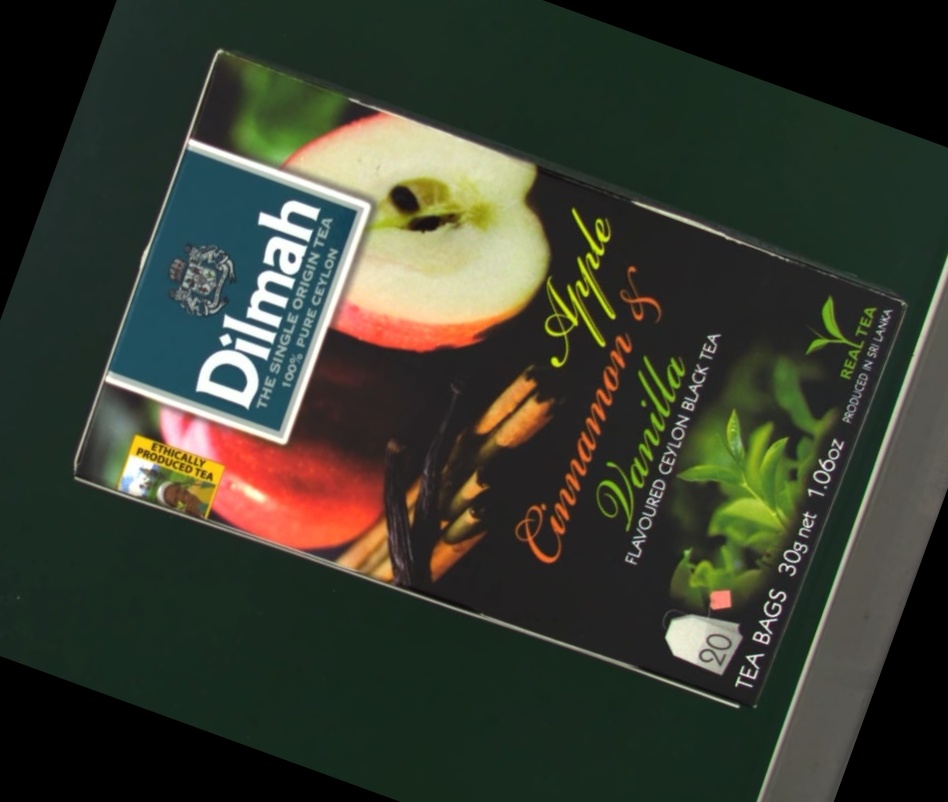 Dilmah
THE SINGLE ORIGIN TEA
100% PURE CEYLON
ETHICALLY
PRODUCED TEA
Apple
Cinnamon &
Vanilla
FLAVOURED CEYLON BLACK TEA
REAL TEA
PRODUCED IN SRI LANKA
20
TEA BAGS 30g net 1.06oz